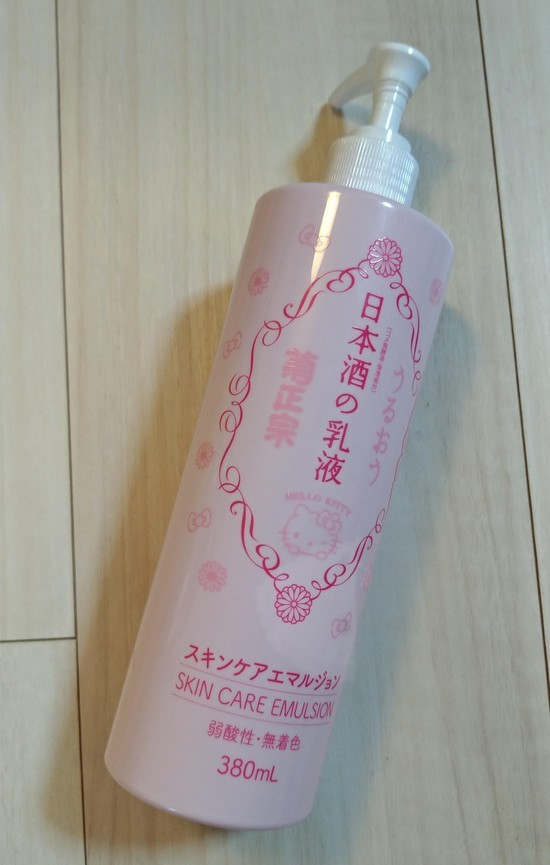 うるおう
日本酒の乳液
菊正宗
HELLO KITTY
スキンケアエマルジョン
SKIN CARE EMULSION
弱酸性・無着色
380mL